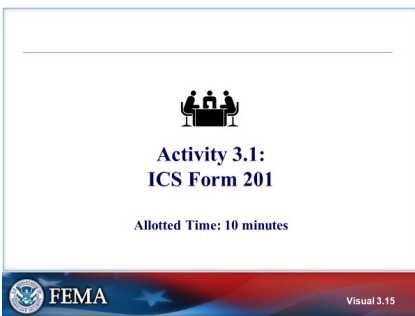 Activity 3.1:
ICS Form 201
Allotted Time: 10 minutes
FEMA
Visual 3.15